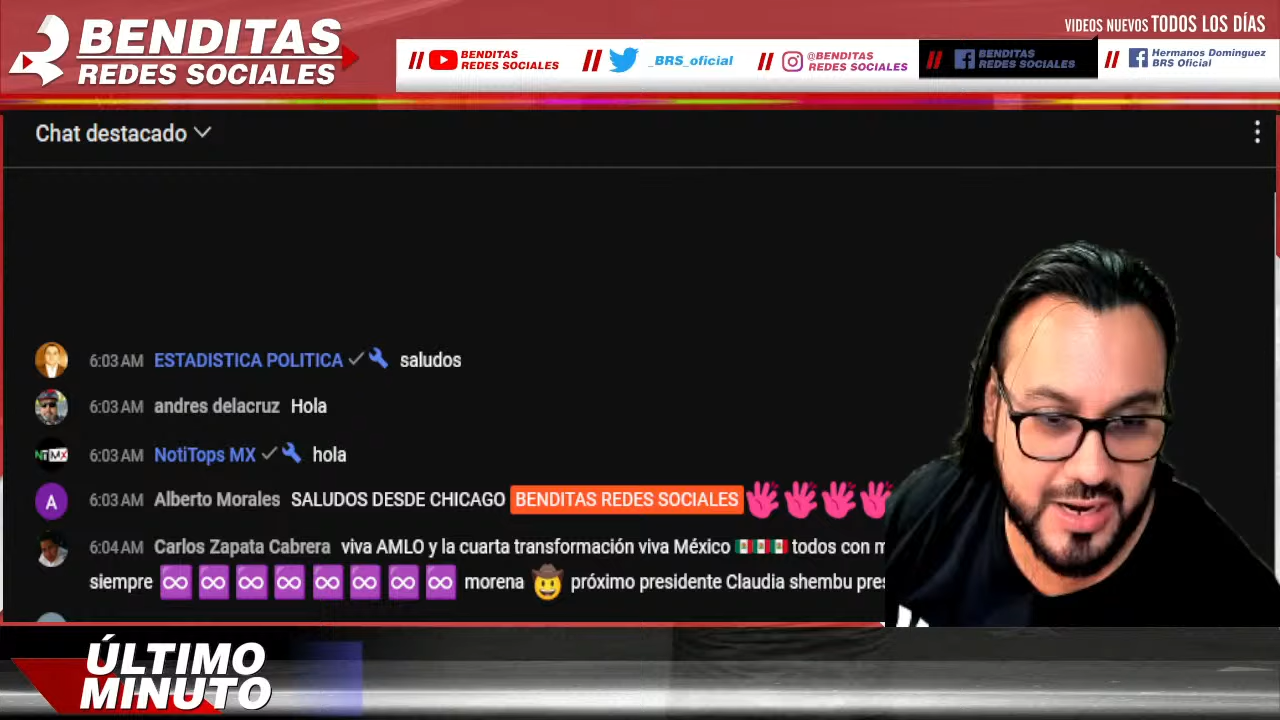 BENDITAS
REDES SOCIALES
VIDEOS NUEVOS TODOS LOS DÍAS
// BENDITAS REDES SOCIALES
// _BRS_oficial
// @BENDITAS REDES SOCIALES
// BENDITAS REDES SOCIALES
// Hermanos Dominguez BRS Oficial
Chat destacado
6:03 AM ESTADISTICA POLITICA saludos
6:03 AM andres delacruz Hola
NTMX 6:03 AM NotiTops MX hola
A 6:03 AM Alberto Morales SALUDOS DESDE CHICAGO BENDITAS REDES SOCIALES
6:04 AM Carlos Zapata Cabrera viva AMLO y la cuarta transformación viva México 🇲🇽🇲🇽🇲🇽 todos con
siempre ♾♾♾♾♾♾♾♾ morena 🤠 próximo presidente Claudia shembu
ÚLTIMO
MINUTO